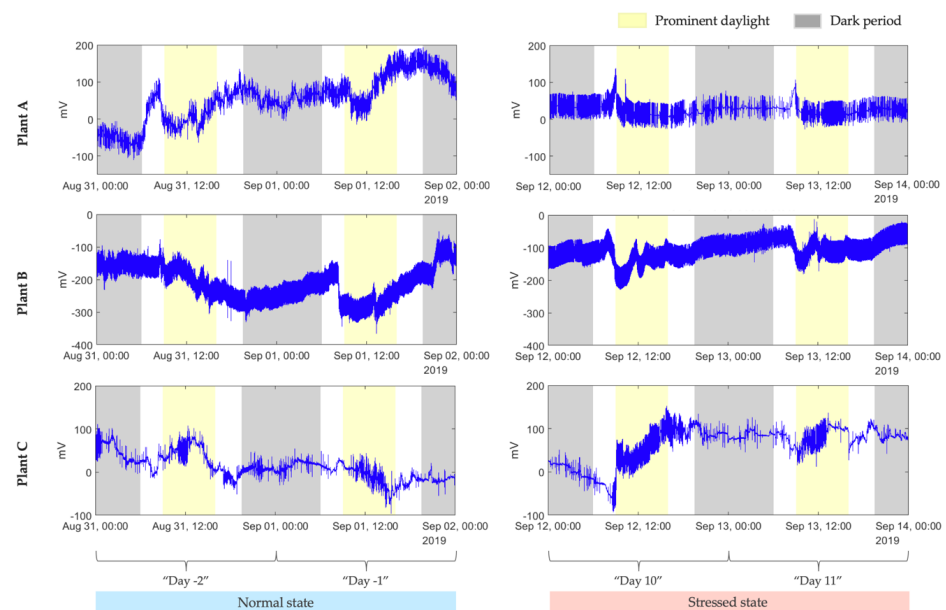 Prominent daylight
Dark period
Plant A
mV
200
100
0
-100
Aug 31, 00:00
Aug 31, 12:00
Sep 01, 00:00
Sep 01, 12:00
Sep 02, 00:00
2019
mV
200
100
0
-100
Sep 12, 00:00
Sep 12, 12:00
Sep 13, 00:00
Sep 13, 12:00
Sep 14, 00:00
2019
Plant B
mV
0
-100
-200
-300
-400
Aug 31, 00:00
Aug 31, 12:00
Sep 01, 00:00
Sep 01, 12:00
Sep 02, 00:00
2019
mV
0
-100
-200
-300
-400
Sep 12, 00:00
Sep 12, 12:00
Sep 13, 00:00
Sep 13, 12:00
Sep 14, 00:00
2019
Plant C
mV
200
100
0
-100
Aug 31, 00:00
Aug 31, 12:00
Sep 01, 00:00
Sep 01, 12:00
Sep 02, 00:00
2019
mV
200
100
0
-100
Sep 12, 00:00
Sep 12, 12:00
Sep 13, 00:00
Sep 13, 12:00
Sep 14, 00:00
2019
“Day -2”
“Day -1”
“Day 10”
“Day 11”
Normal state
Stressed state